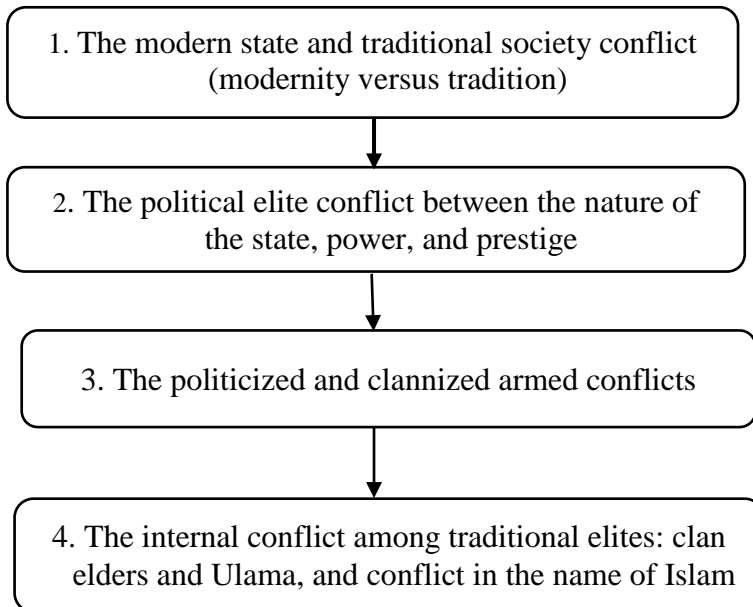 1. The modern state and traditional society conflict
(modernity versus tradition)
2. The political elite conflict between the nature of
the state, power, and prestige
3. The politicized and clannized armed conflicts
4. The internal conflict among traditional elites: clan
elders and Ulama, and conflict in the name of Islam